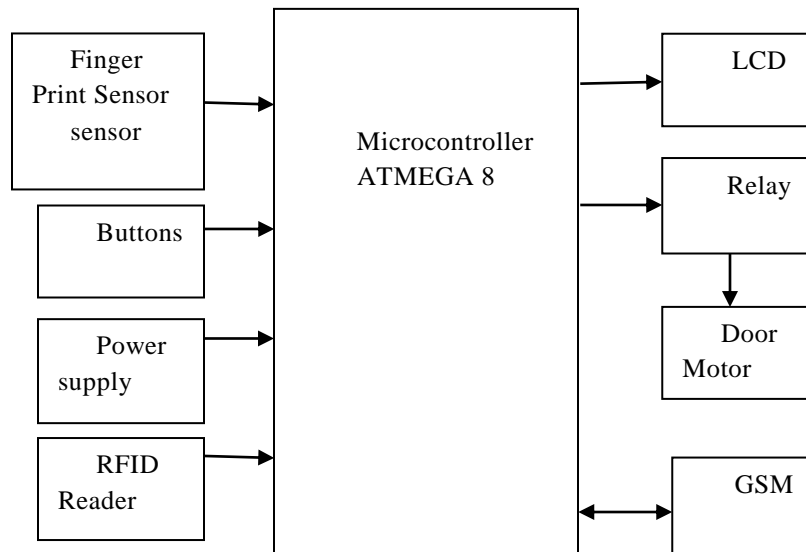 Finger
Print Sensor
sensor
Buttons
Power
supply
RFID
Reader
Microcontroller
ATMEGA 8
LCD
Relay
Door
Motor
GSM